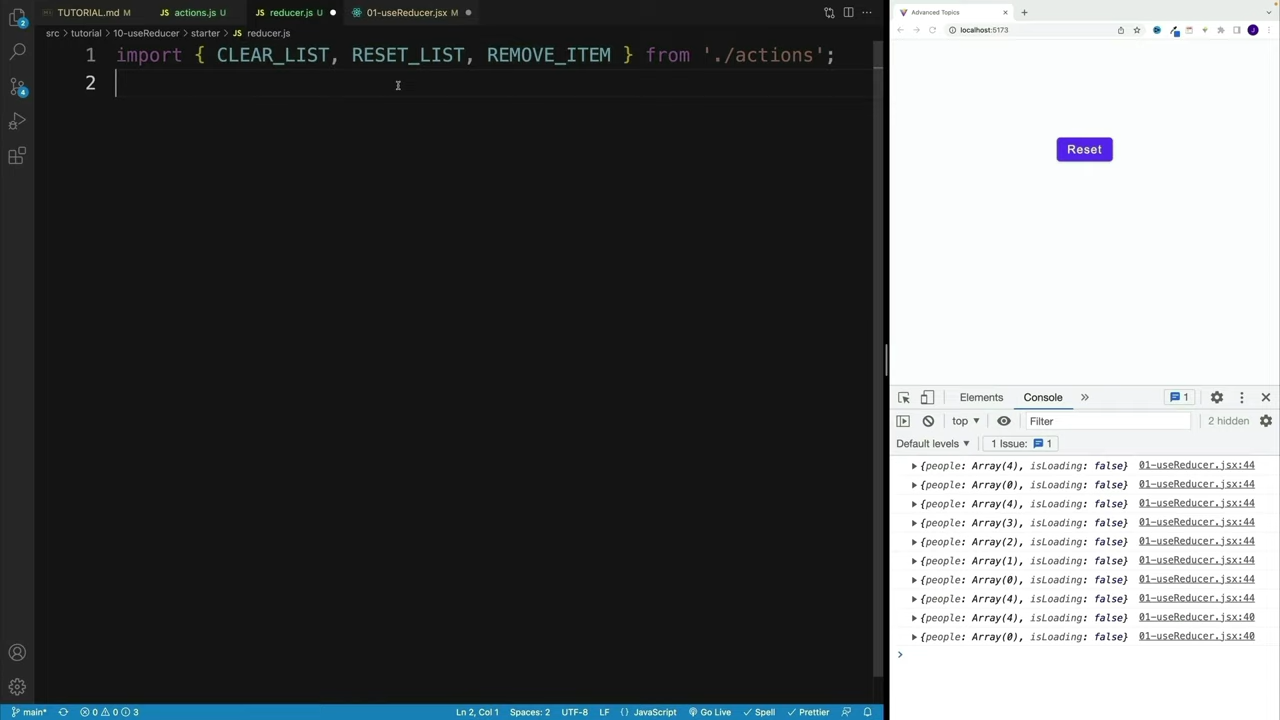 TUTORIAL.md M
JS actions.js U
JS reducer.js U
01-useReducer.jsx M
src > tutorial > 10-useReducer > starter > JS reducer.js
1 import { CLEAR_LIST, RESET_LIST, REMOVE_ITEM } from './actions';
2
2
4
main*
0 0 3
Ln 2, Col 1
Spaces: 2
UTF-8
LF
{ } JavaScript
Go Live
Spell
Prettier
Advanced Topics
localhost:5173
J
Reset
Elements
Console
1
top
Filter
2 hidden
Default levels
1 Issue: 1
{people: Array(4), isLoading: false} 01-useReducer.jsx:44
{people: Array(0), isLoading: false} 01-useReducer.jsx:44
{people: Array(4), isLoading: false} 01-useReducer.jsx:44
{people: Array(3), isLoading: false} 01-useReducer.jsx:44
{people: Array(2), isLoading: false} 01-useReducer.jsx:44
{people: Array(1), isLoading: false} 01-useReducer.jsx:44
{people: Array(0), isLoading: false} 01-useReducer.jsx:44
{people: Array(4), isLoading: false} 01-useReducer.jsx:44
{people: Array(4), isLoading: false} 01-useReducer.jsx:40
{people: Array(0), isLoading: false} 01-useReducer.jsx:40